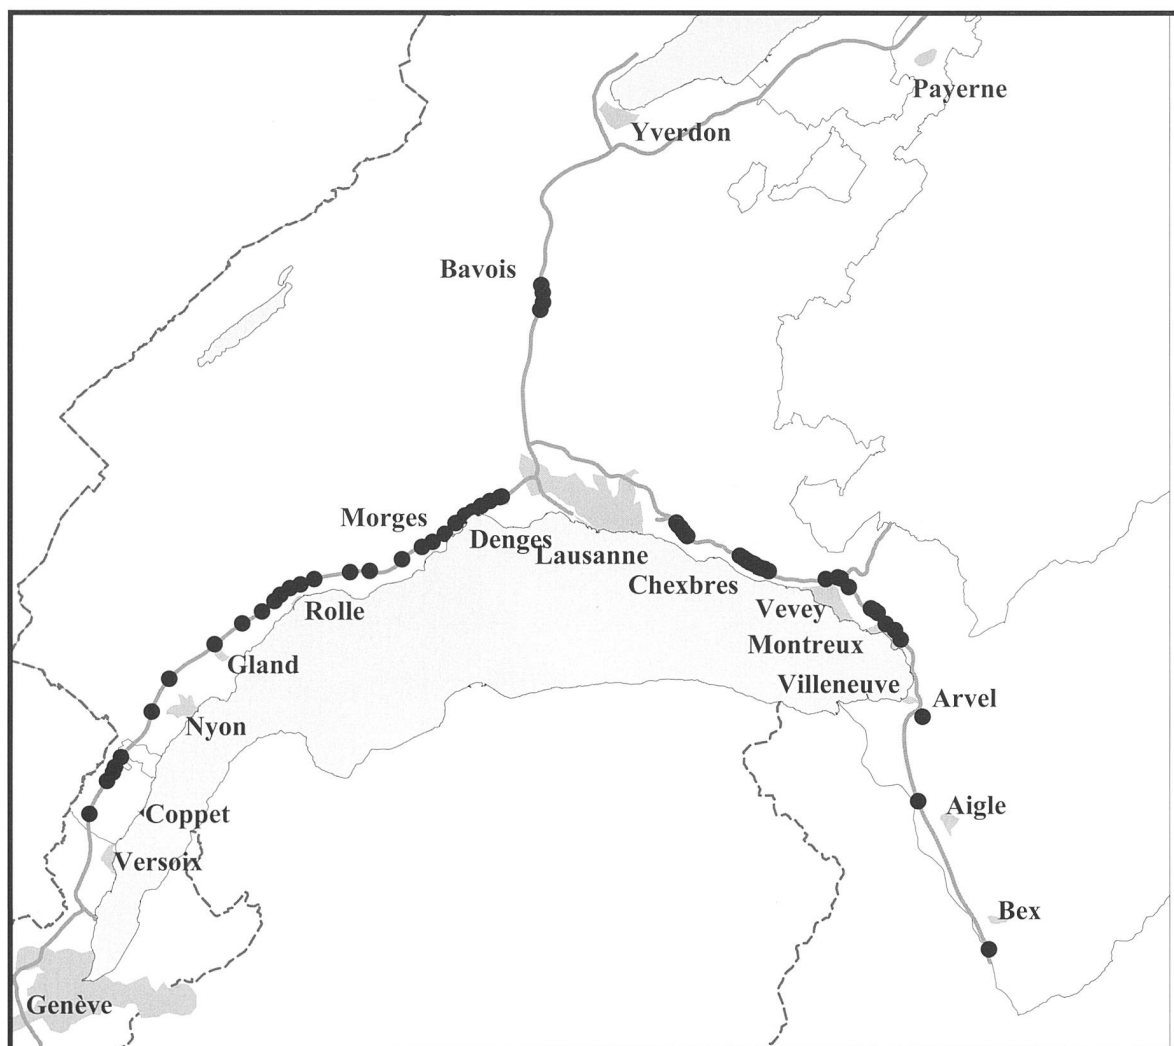 Payerne
Yverdon
Bavois
Morges
Denges
Lausanne
Chexbres
Rolle
Vevey
Montreux
Gland
Villeneuve
Arvel
Nyon
Aigle
Coppet
Versoix
Bex
Genève